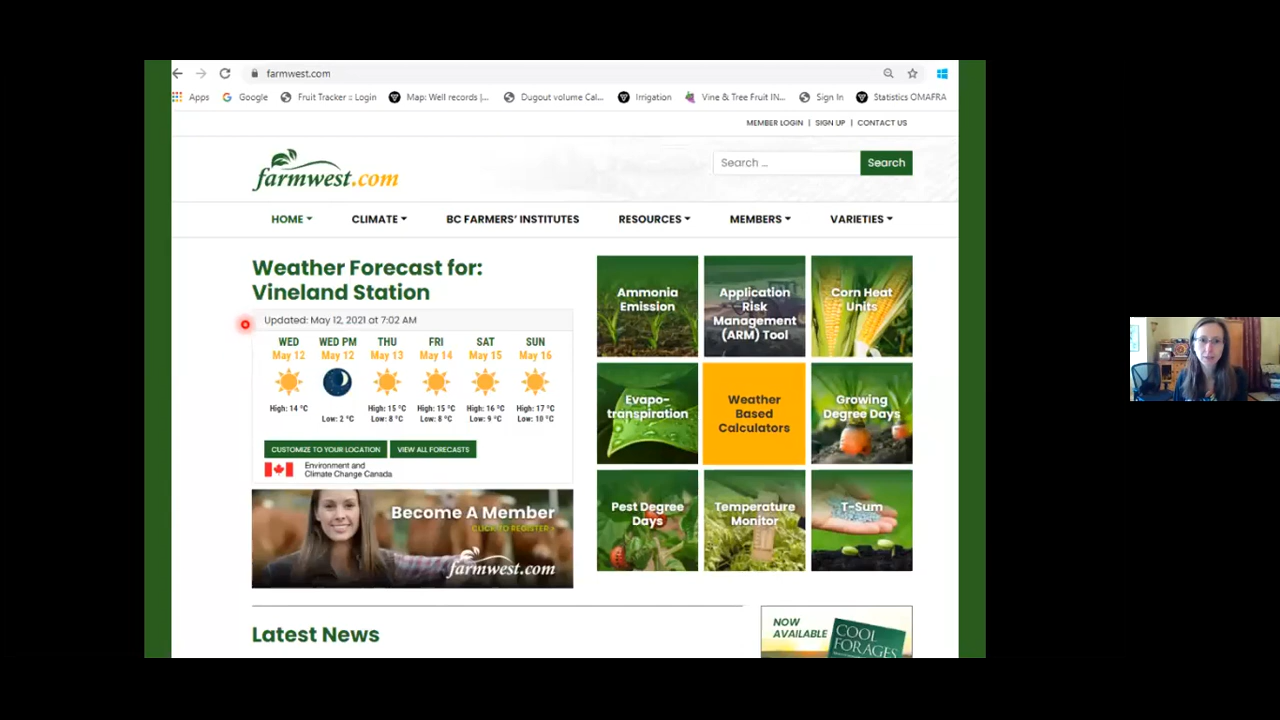 farmwest.com
Apps Google Fruit Tracker :: Login Map: Well records |... Dugout volume Cal... Irrigation Vine & Tree Fruit IN... Sign In Statistics OMAFRA
MEMBER LOGIN | SIGN UP | CONTACT US
farmwest.com
Search ...
Search
HOME CLIMATE BC FARMERS' INSTITUTES RESOURCES MEMBERS VARIETIES
Weather Forecast for:
Vineland Station
Updated: May 12, 2021 at 7:02 AM
WED WED PM THU FRI SAT SUN
May 12 May 12 May 13 May 14 May 15 May 16
High: 14 °C High: 15 °C High: 15 °C High: 16 °C High: 17 °C
Low: 2 °C Low: 8 °C Low: 8 °C Low: 9 °C Low: 10 °C
CUSTOMIZE TO YOUR LOCATION VIEW ALL FORECASTS
Environment and
Climate Change Canada
Become A Member
CLICK TO REGISTER >
farmwest.com
Ammonia
Emission
Application
Risk
Management
(ARM) Tool
Corn Heat
Units
Evapo-
transpiration
Weather
Based
Calculators
Growing
Degree Days
Pest Degree
Days
Temperature
Monitor
T-Sum
Latest News
NOW
AVAILABLE
COOL
FORAGES